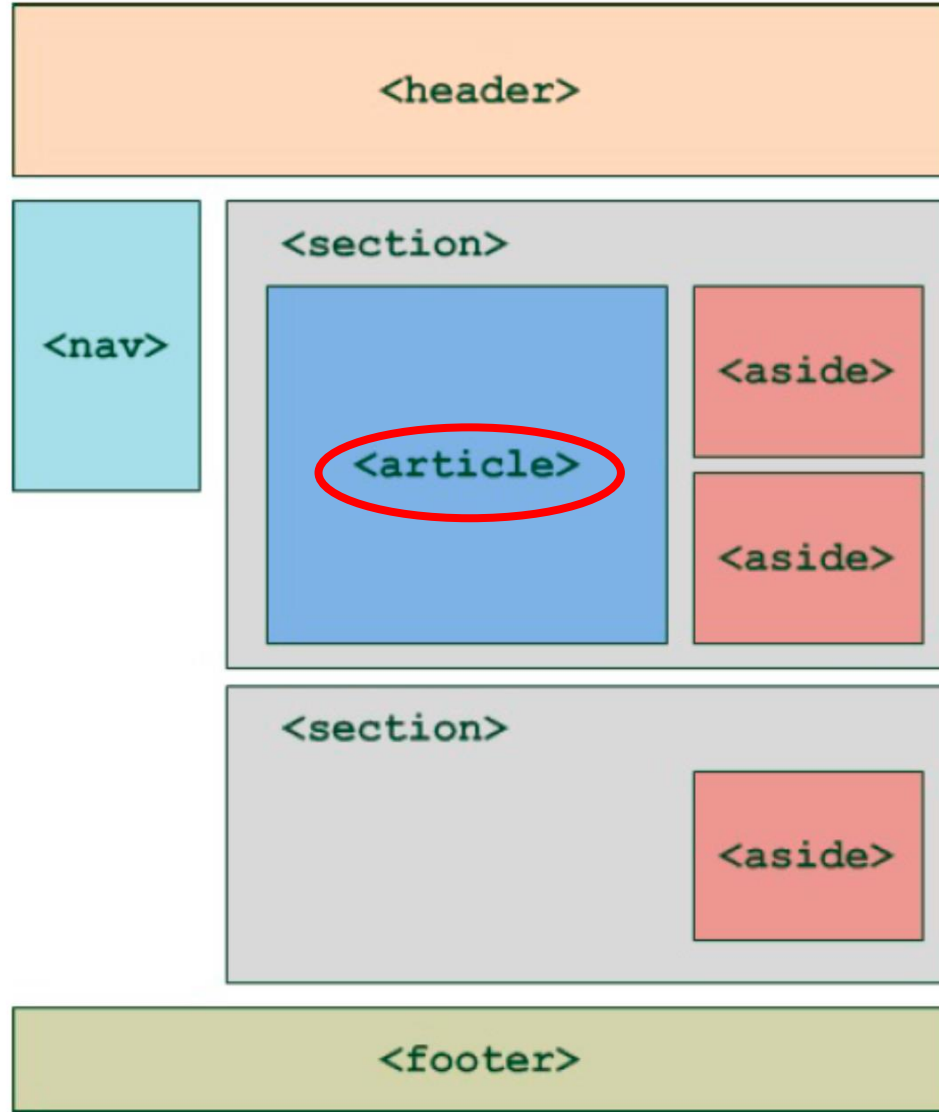 <header>
<nav>
<section>
<article>
<aside>
<aside>
<section>
<aside>
<footer>